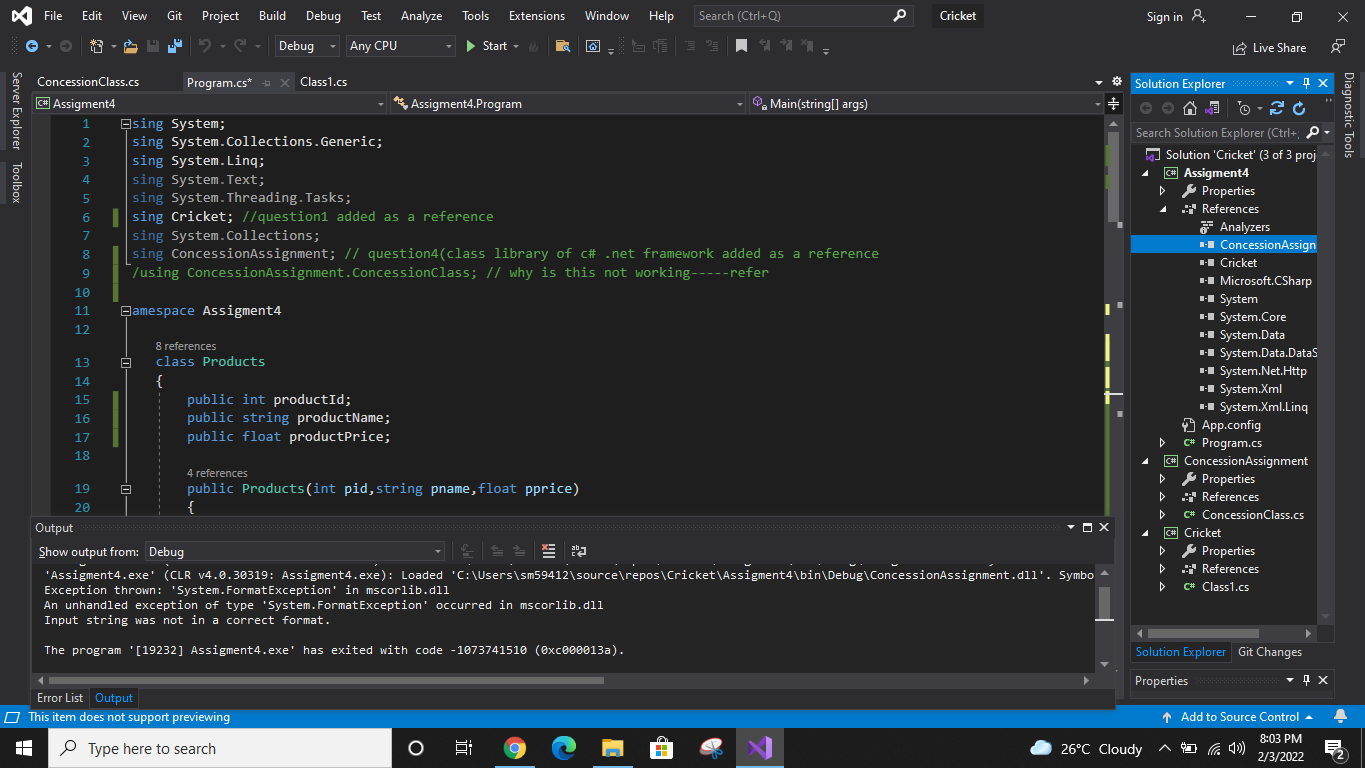 File Edit View Git Project Build Debug Test Analyze Tools Extensions Window Help Search (Ctrl+Q) Cricket Sign in
Debug Any CPU Start Live Share
Server Explorer
Toolbox
ConcessionClass.cs Program.cs* Class1.cs
Assigment4 Assigment4.Program Main(string[] args)
1 sing System;
2 sing System.Collections.Generic;
3 sing System.Linq;
4 sing System.Text;
5 sing System.Threading.Tasks;
6 sing Cricket; //question1 added as a reference
7 sing System.Collections;
8 sing ConcessionAssignment; // question4(class library of c# .net framework added as a reference
9 /using ConcessionAssignment.ConcessionClass; // why is this not working-----refer
10
11 amespace Assigment4
12
8 references
13 class Products
14 {
15 public int productId;
16 public string productName;
17 public float productPrice;
18
4 references
19 public Products(int pid,string pname,float pprice)
20 {
Output
Show output from: Debug
'Assigment4.exe' (CLR v4.0.30319: Assigment4.exe): Loaded 'C:\Users\sm59412\source\repos\Cricket\Assigment4\bin\Debug\ConcessionAssignment.dll'. Symbo
Exception thrown: 'System.FormatException' in mscorlib.dll
An unhandled exception of type 'System.FormatException' occurred in mscorlib.dll
Input string was not in a correct format.
The program '[19232] Assigment4.exe' has exited with code -1073741510 (0xc000013a).
Error List Output
Solution Explorer
Search Solution Explorer (Ctrl+;
Solution 'Cricket' (3 of 3 proj
Assigment4
Properties
References
Analyzers
ConcessionAssign
Cricket
Microsoft.CSharp
System
System.Core
System.Data
System.Data.DataS
System.Net.Http
System.Xml
System.Xml.Linq
App.config
C# Program.cs
ConcessionAssignment
Properties
References
C# ConcessionClass.cs
Cricket
Properties
References
C# Class1.cs
Solution Explorer Git Changes
Properties
Diagnostic Tools
This item does not support previewing Add to Source Control
Type here to search 26°C Cloudy 8:03 PM
2/3/2022 2